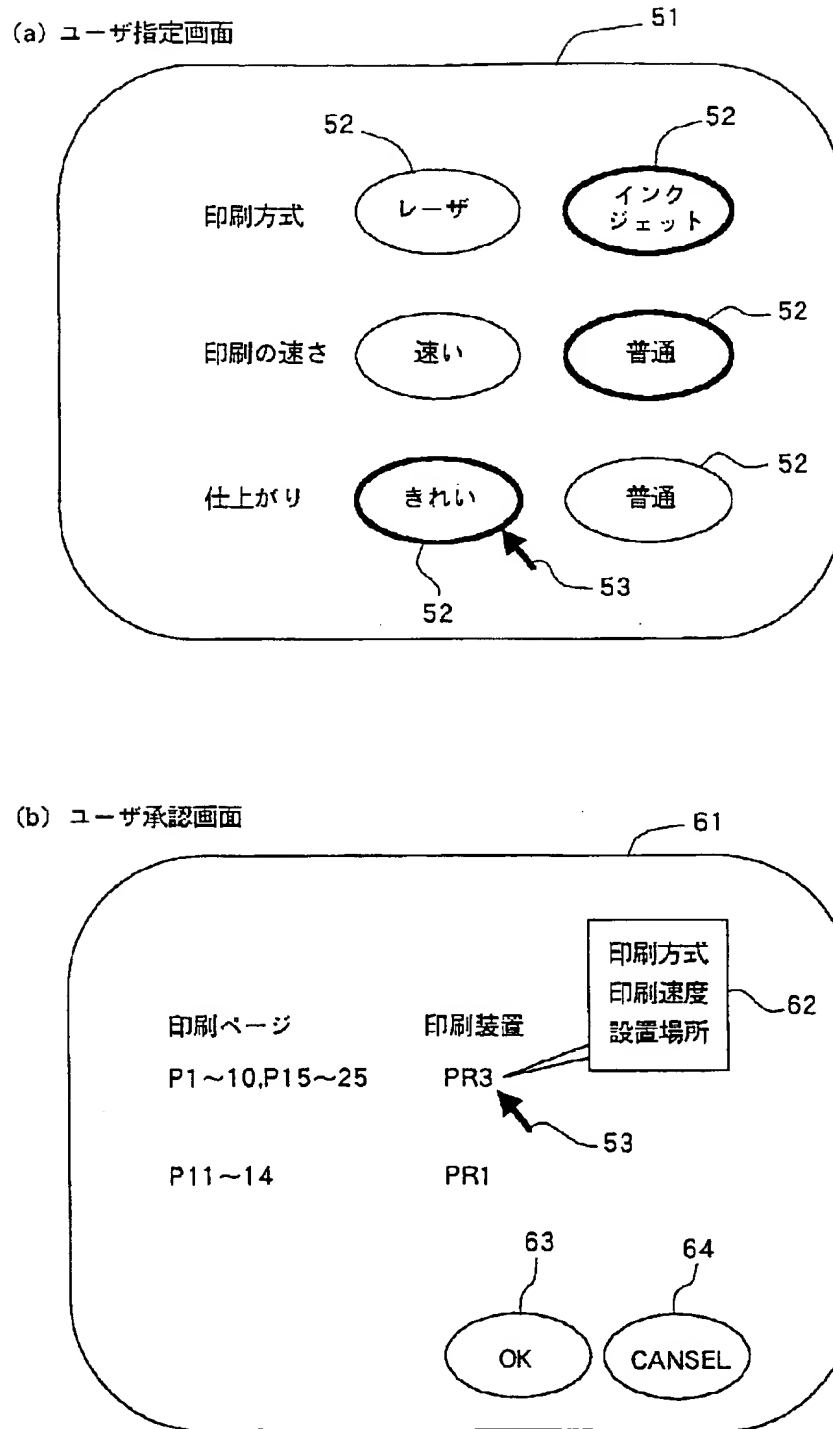 (a) ユーザ指定画面
51
52
52
印刷方式
レーザ
インク
ジェット
52
印刷の速さ
速い
普通
52
仕上がり
きれい
普通
53
52
(b) ユーザ承認画面
61
印刷方式
印刷速度
設置場所
62
印刷ページ
印刷装置
P1～10,P15～25
PR3
53
P11～14
PR1
63
64
OK
CANSEL